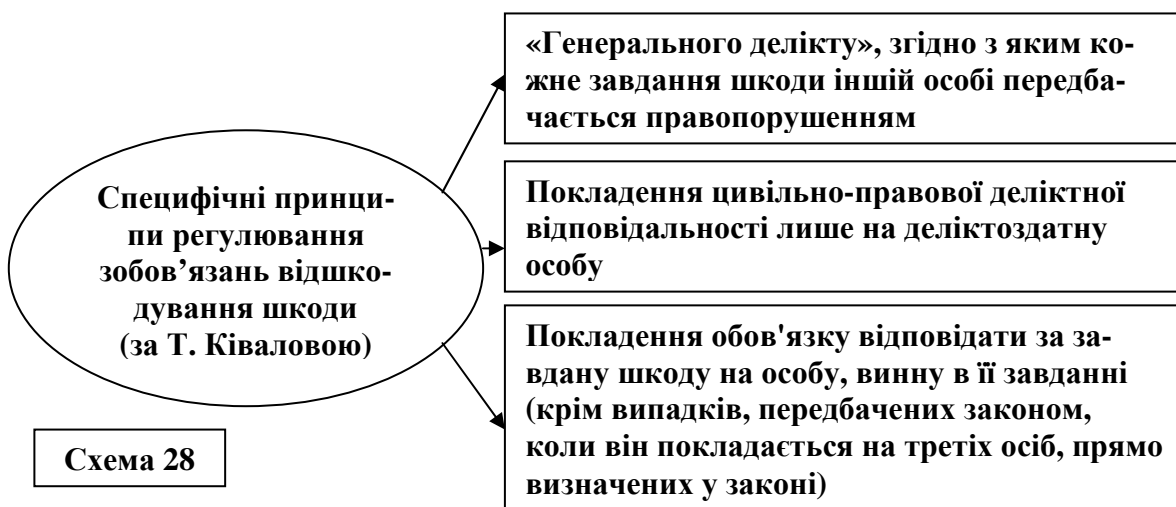 Специфічні принци-
пи регулювання
зобов’язань відшко-
дування шкоди
(за Т. Ківаловою)
«Генерального делікту», згідно з яким ко-
жне завдання шкоди іншій особі передба-
чається правопорушенням
Покладення цивільно-правової деліктної
відповідальності лише на деліктоздатну
особу
Покладення обов'язку відповідати за за-
вдану шкоду на особу, винну в її завданні
(крім випадків, передбачених законом,
коли він покладається на третіх осіб, прямо
визначених у законі)
Схема 28